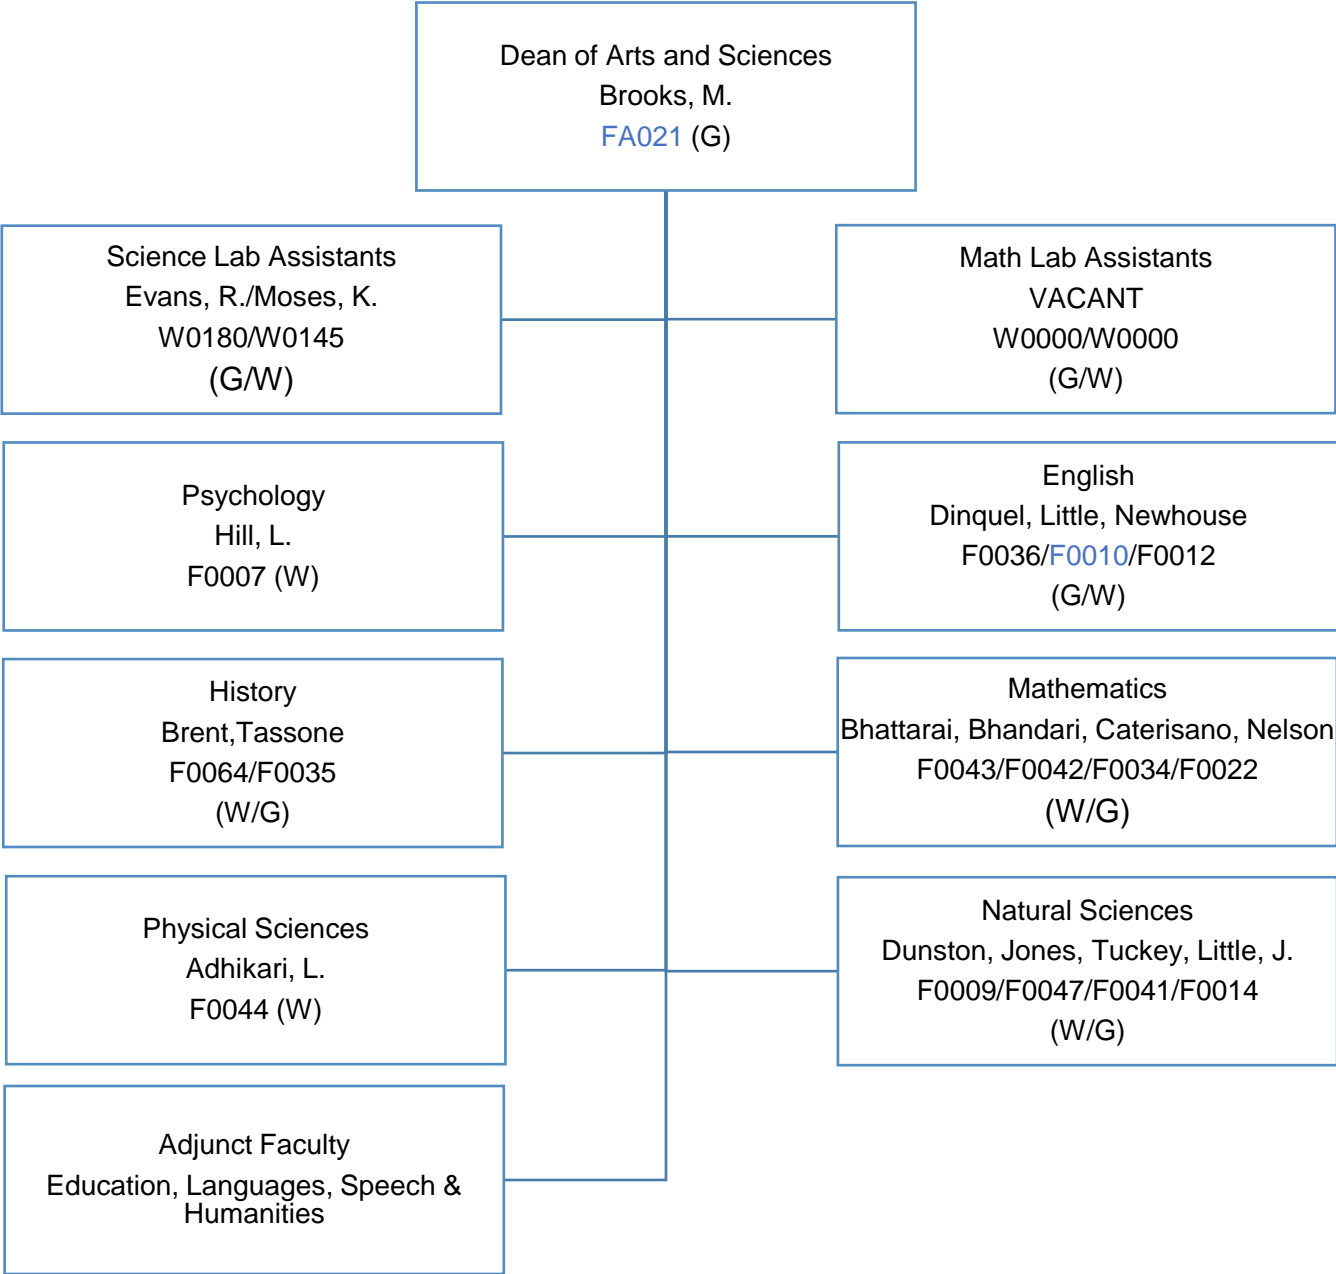 Dean of Arts and Sciences
Brooks, M.
FA021 (G)
Science Lab Assistants
Evans, R./Moses, K.
W0180/W0145
(G/W)
Math Lab Assistants
VACANT
W0000/W0000
(G/W)
Psychology
Hill, L.
F0007 (W)
English
Dinquel, Little, Newhouse
F0036/F0010/F0012
(G/W)
History
Brent,Tassone
F0064/F0035
(W/G)
Mathematics
Bhattarai, Bhandari, Caterisano, Nelson
F0043/F0042/F0034/F0022
(W/G)
Physical Sciences
Adhikari, L.
F0044 (W)
Natural Sciences
Dunston, Jones, Tuckey, Little, J.
F0009/F0047/F0041/F0014
(W/G)
Adjunct Faculty
Education, Languages, Speech &
Humanities